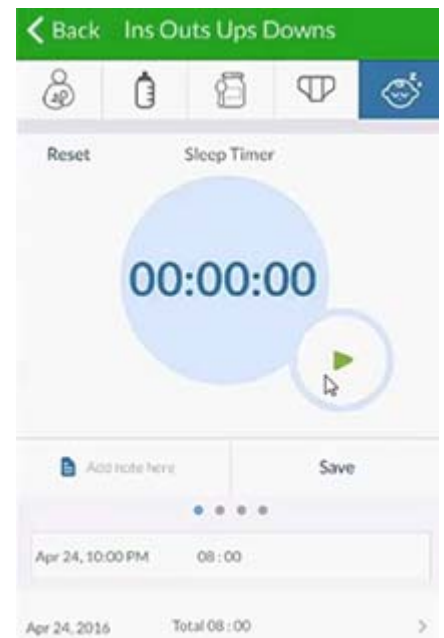 Back Ins Outs Ups Downs
Reset Sleep Timer
00:00:00
Add note here Save
Apr 24, 10:00 PM 08:00
Apr 24, 2016 Total 08:00